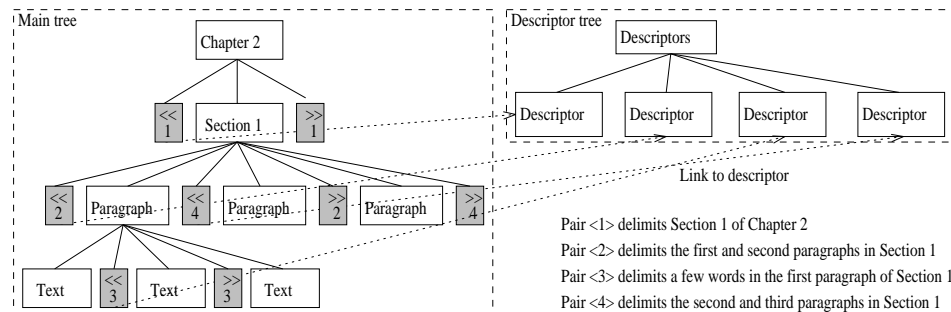 Main tree
Chapter 2
<<
1
Section 1
>>
1
<<
2
Paragraph
<<
4
Paragraph
>>
2
Paragraph
>>
4
Text
<<
3
Text
>>
3
Text
Descriptor tree
Descriptors
Descriptor
Descriptor
Descriptor
Descriptor
Link to descriptor
Pair <1> delimits Section 1 of Chapter 2
Pair <2> delimits the first and second paragraphs in Section 1
Pair <3> delimits a few words in the first paragraph of Section 1
Pair <4> delimits the second and third paragraphs in Section 1